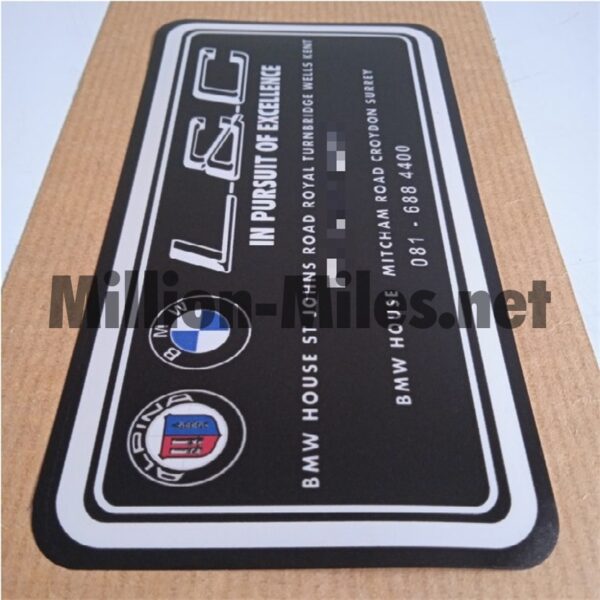 L&C
IN PURSUIT OF EXCELLENCE
ALPINA
BMW
BMW HOUSE ST JOHNS ROAD ROYAL TURNBRIDGE WELLS KENT
BMW HOUSE MITCHAM ROAD CROYDON SURREY
081 - 688 4400
Million-Miles.net